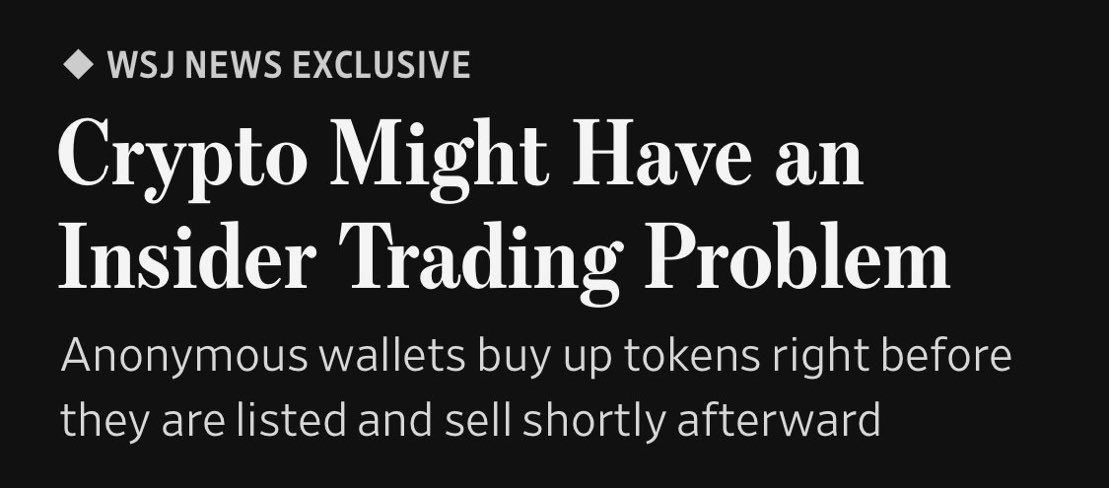 ◆ WSJ NEWS EXCLUSIVE
Crypto Might Have an
Insider Trading Problem
Anonymous wallets buy up tokens right before
they are listed and sell shortly afterward